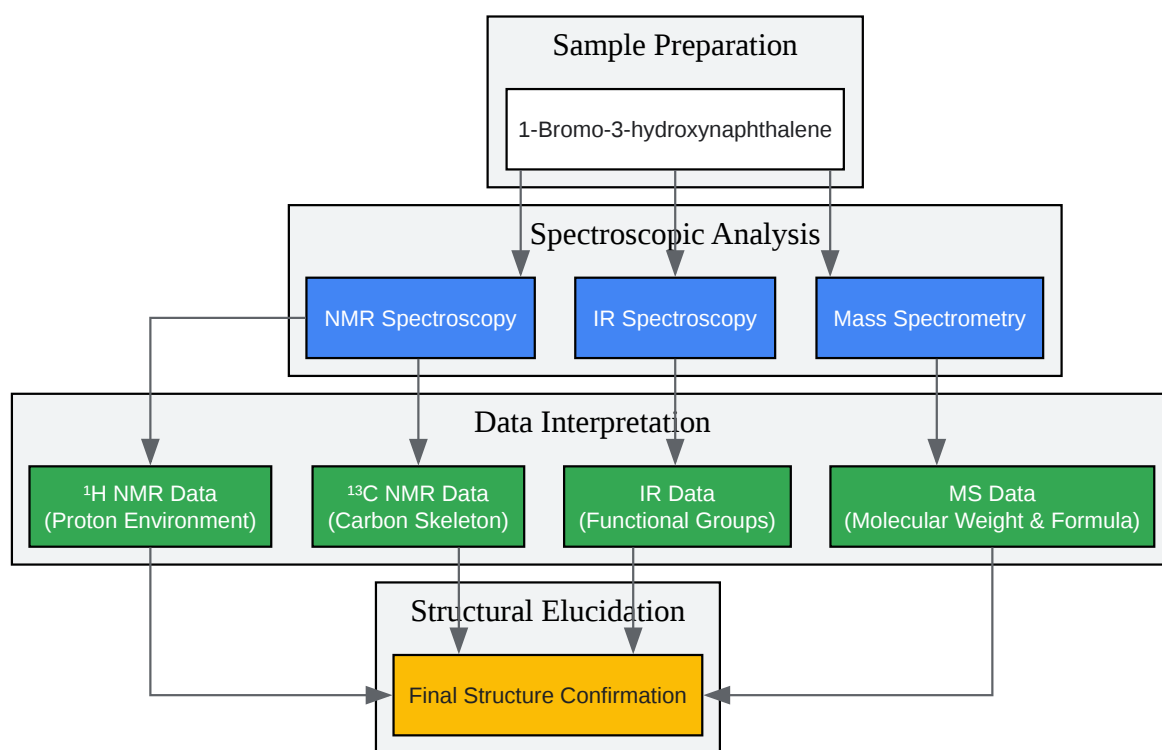 Sample Preparation
1-Bromo-3-hydroxynaphthalene
Spectroscopic Analysis
NMR Spectroscopy
IR Spectroscopy
Mass Spectrometry
Data Interpretation
¹H NMR Data
(Proton Environment)
¹³C NMR Data
(Carbon Skeleton)
IR Data
(Functional Groups)
MS Data
(Molecular Weight & Formula)
Structural Elucidation
Final Structure Confirmation